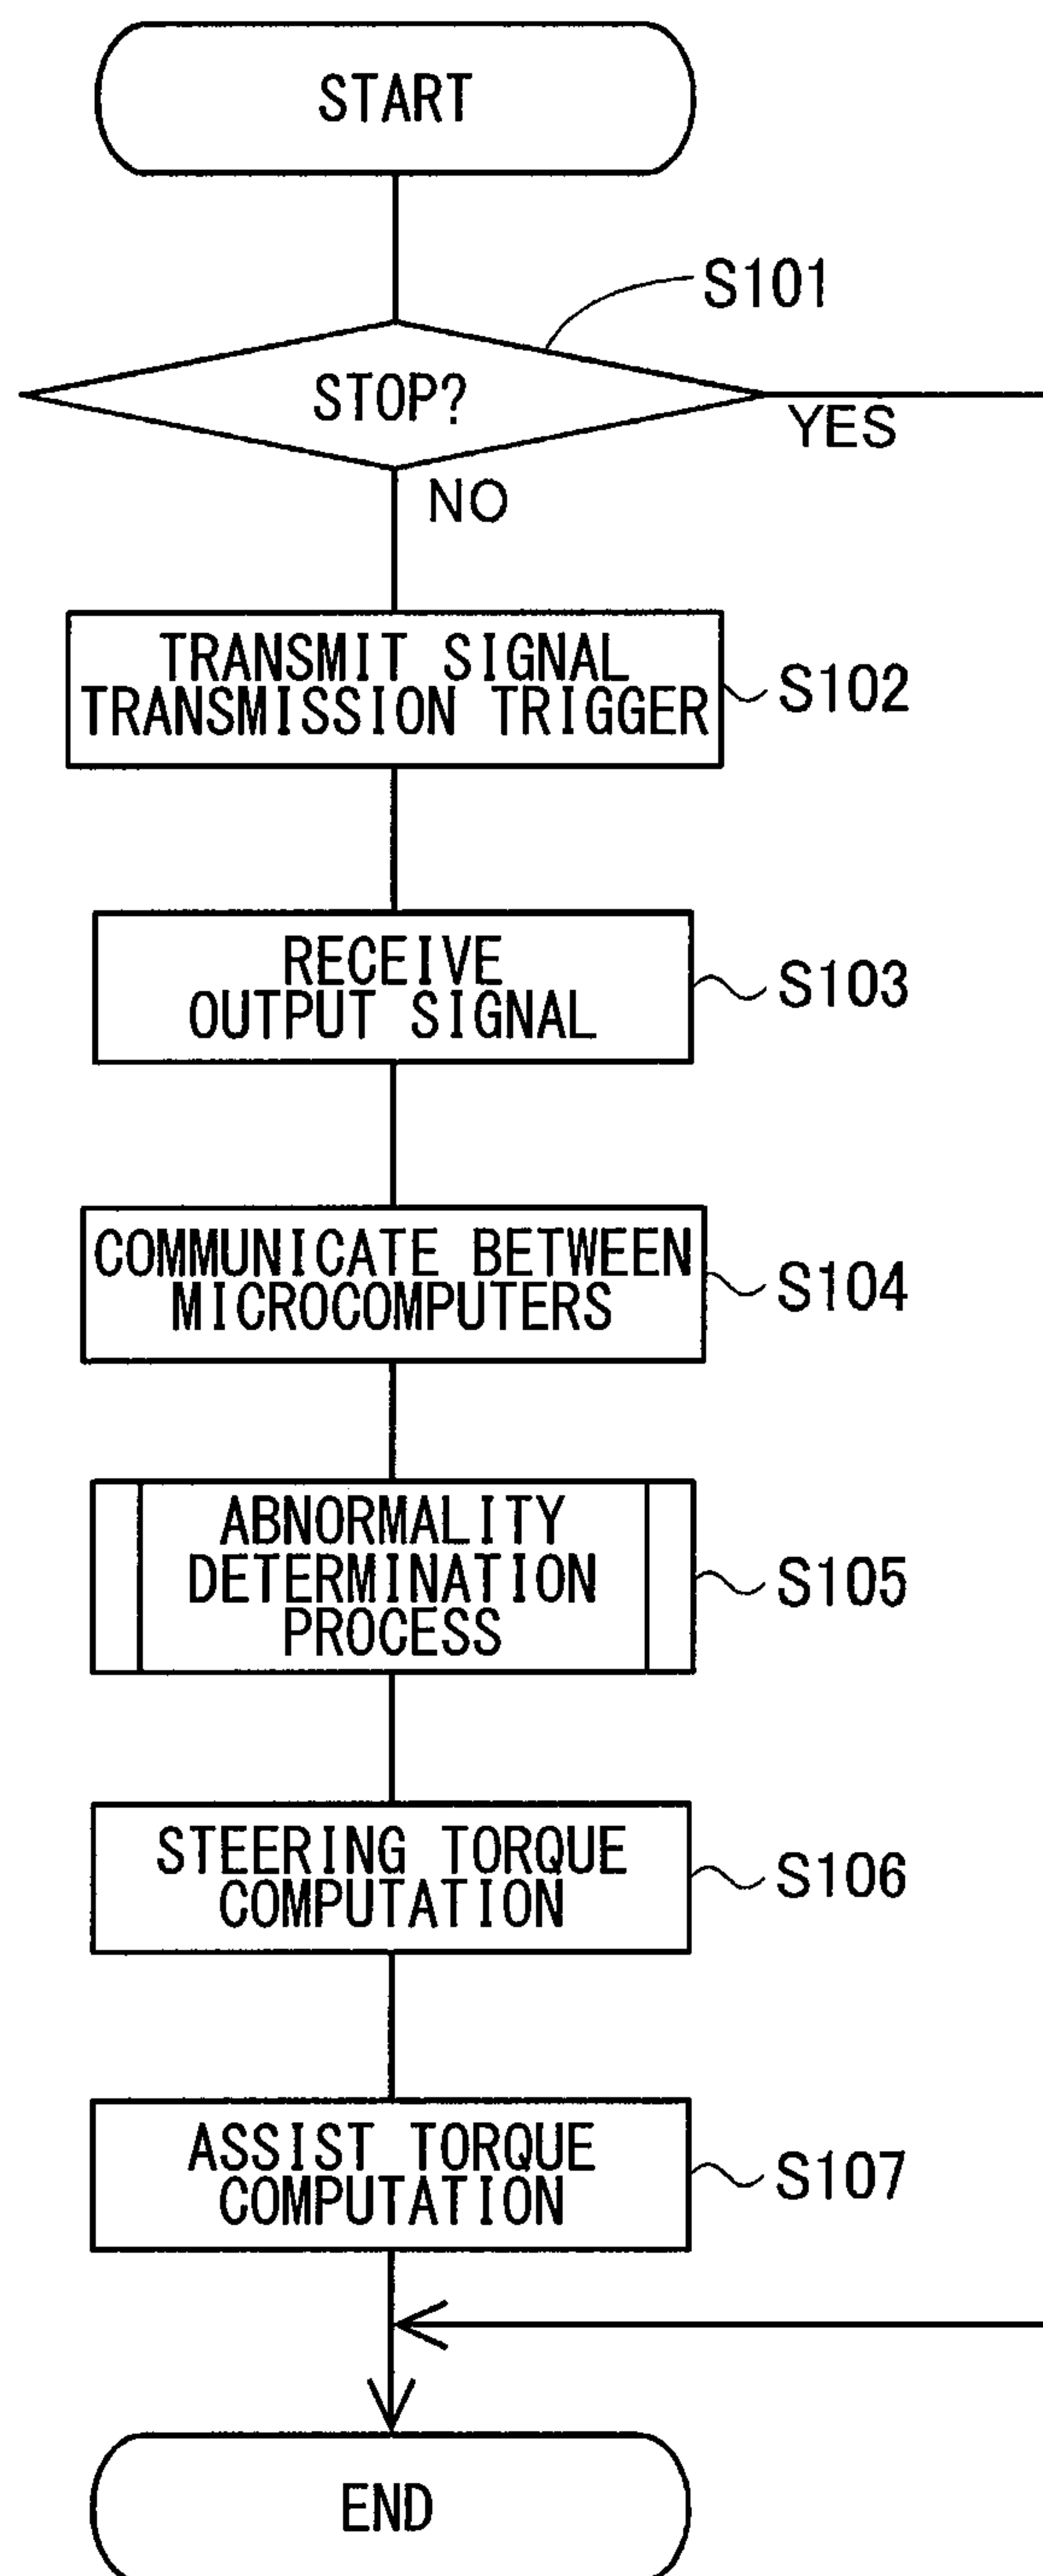 START
S101
STOP?
YES
NO
TRANSMIT SIGNAL
TRANSMISSION TRIGGER
S102
RECEIVE
OUTPUT SIGNAL
S103
COMMUNICATE BETWEEN
MICROCOMPUTERS
S104
ABNORMALITY
DETERMINATION
PROCESS
S105
STEERING TORQUE
COMPUTATION
S106
ASSIST TORQUE
COMPUTATION
S107
END